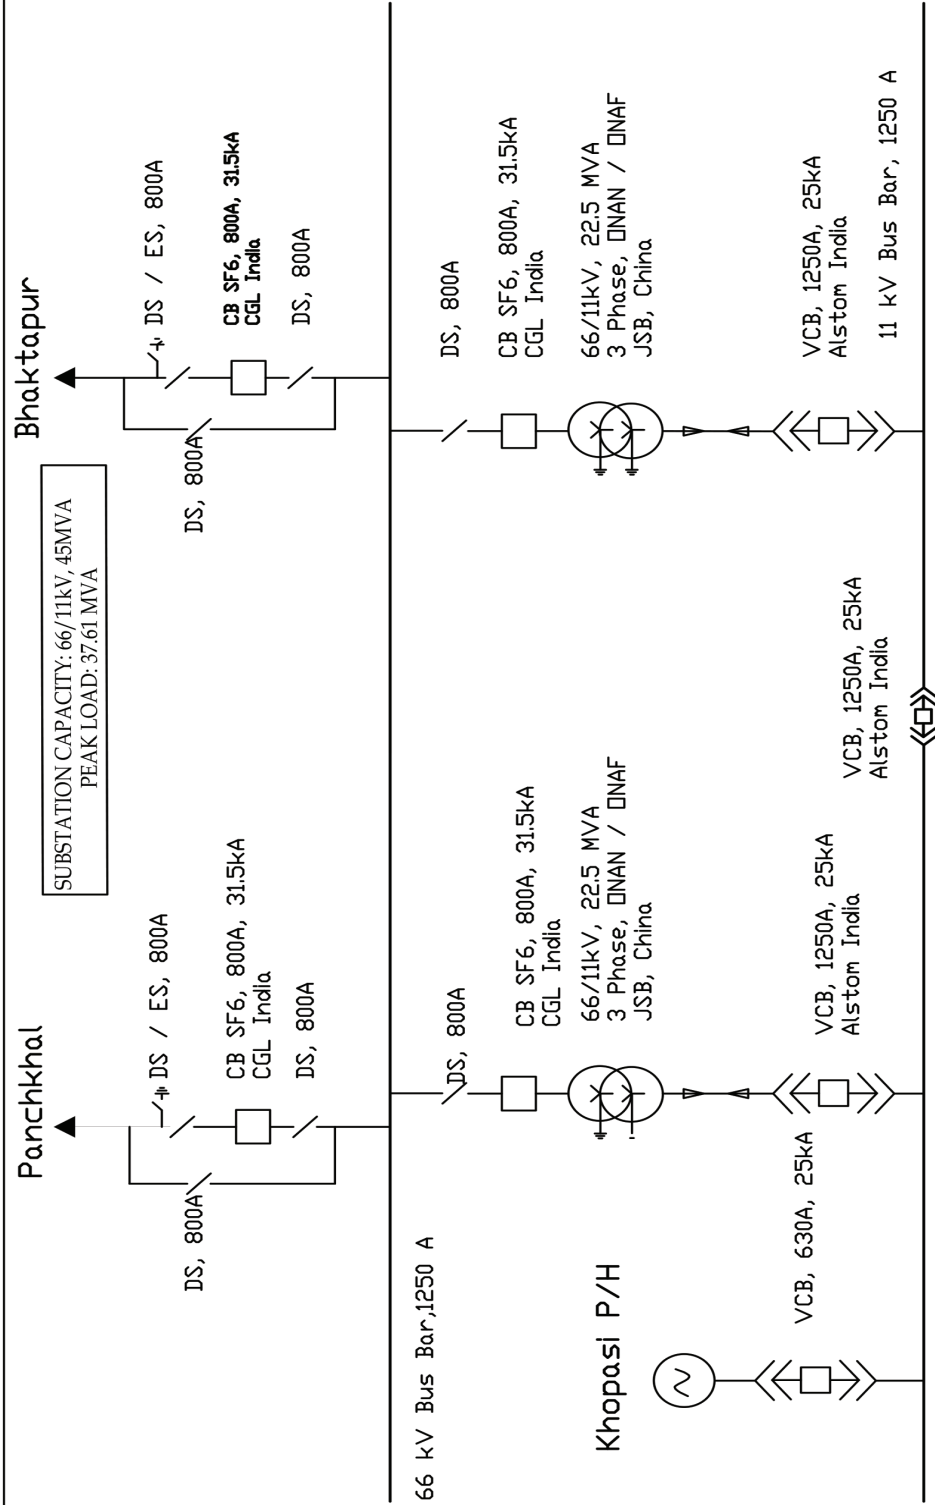 Panchkhal
DS / ES, 800A
CB SF6, 800A, 31.5kA
CGL India
DS, 800A
DS, 800A
SUBSTATION CAPACITY: 66/11kV, 45MVA
PEAK LOAD: 37.61 MVA
Bhaktapur
DS / ES, 800A
CB SF6, 800A, 31.5kA
CGL India
DS, 800A
DS, 800A
66 kV Bus Bar,1250 A
DS, 800A
CB SF6, 800A, 31.5kA
CGL India
66/11kV, 22.5 MVA
3 Phase, ONAN / ONAF
JSB, China
VCB, 1250A, 25kA
Alstom India
DS, 800A
CB SF6, 800A, 31.5kA
CGL India
66/11kV, 22.5 MVA
3 Phase, ONAN / ONAF
JSB, China
VCB, 1250A, 25kA
Alstom India
Khopasi P/H
VCB, 630A, 25kA
VCB, 1250A, 25kA
Alstom India
11 kV Bus Bar, 1250 A